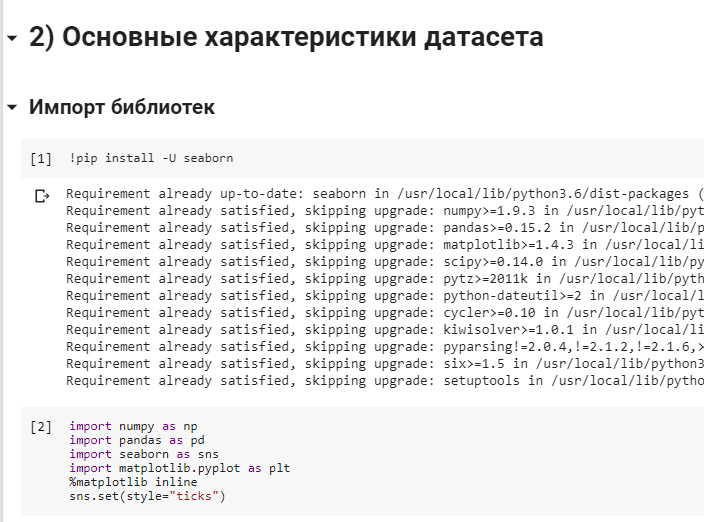 2) Основные характеристики датасета
Импорт библиотек
[1] !pip install -U seaborn
Requirement already up-to-date: seaborn in /usr/local/lib/python3.6/dist-packages (
Requirement already satisfied, skipping upgrade: numpy>=1.9.3 in /usr/local/lib/pyt
Requirement already satisfied, skipping upgrade: pandas>=0.15.2 in /usr/local/lib/p
Requirement already satisfied, skipping upgrade: matplotlib>=1.4.3 in /usr/local/li
Requirement already satisfied, skipping upgrade: scipy>=0.14.0 in /usr/local/lib/py
Requirement already satisfied, skipping upgrade: pytz>=2011k in /usr/local/lib/pyth
Requirement already satisfied, skipping upgrade: python-dateutil>=2 in /usr/local/l
Requirement already satisfied, skipping upgrade: cycler>=0.10 in /usr/local/lib/pyt
Requirement already satisfied, skipping upgrade: kiwisolver>=1.0.1 in /usr/local/li
Requirement already satisfied, skipping upgrade: pyparsing!=2.0.4,!=2.1.2,!=2.1.6,>
Requirement already satisfied, skipping upgrade: six>=1.5 in /usr/local/lib/python3
Requirement already satisfied, skipping upgrade: setuptools in /usr/local/lib/pytho
[2] import numpy as np
import pandas as pd
import seaborn as sns
import matplotlib.pyplot as plt
%matplotlib inline
sns.set(style="ticks")